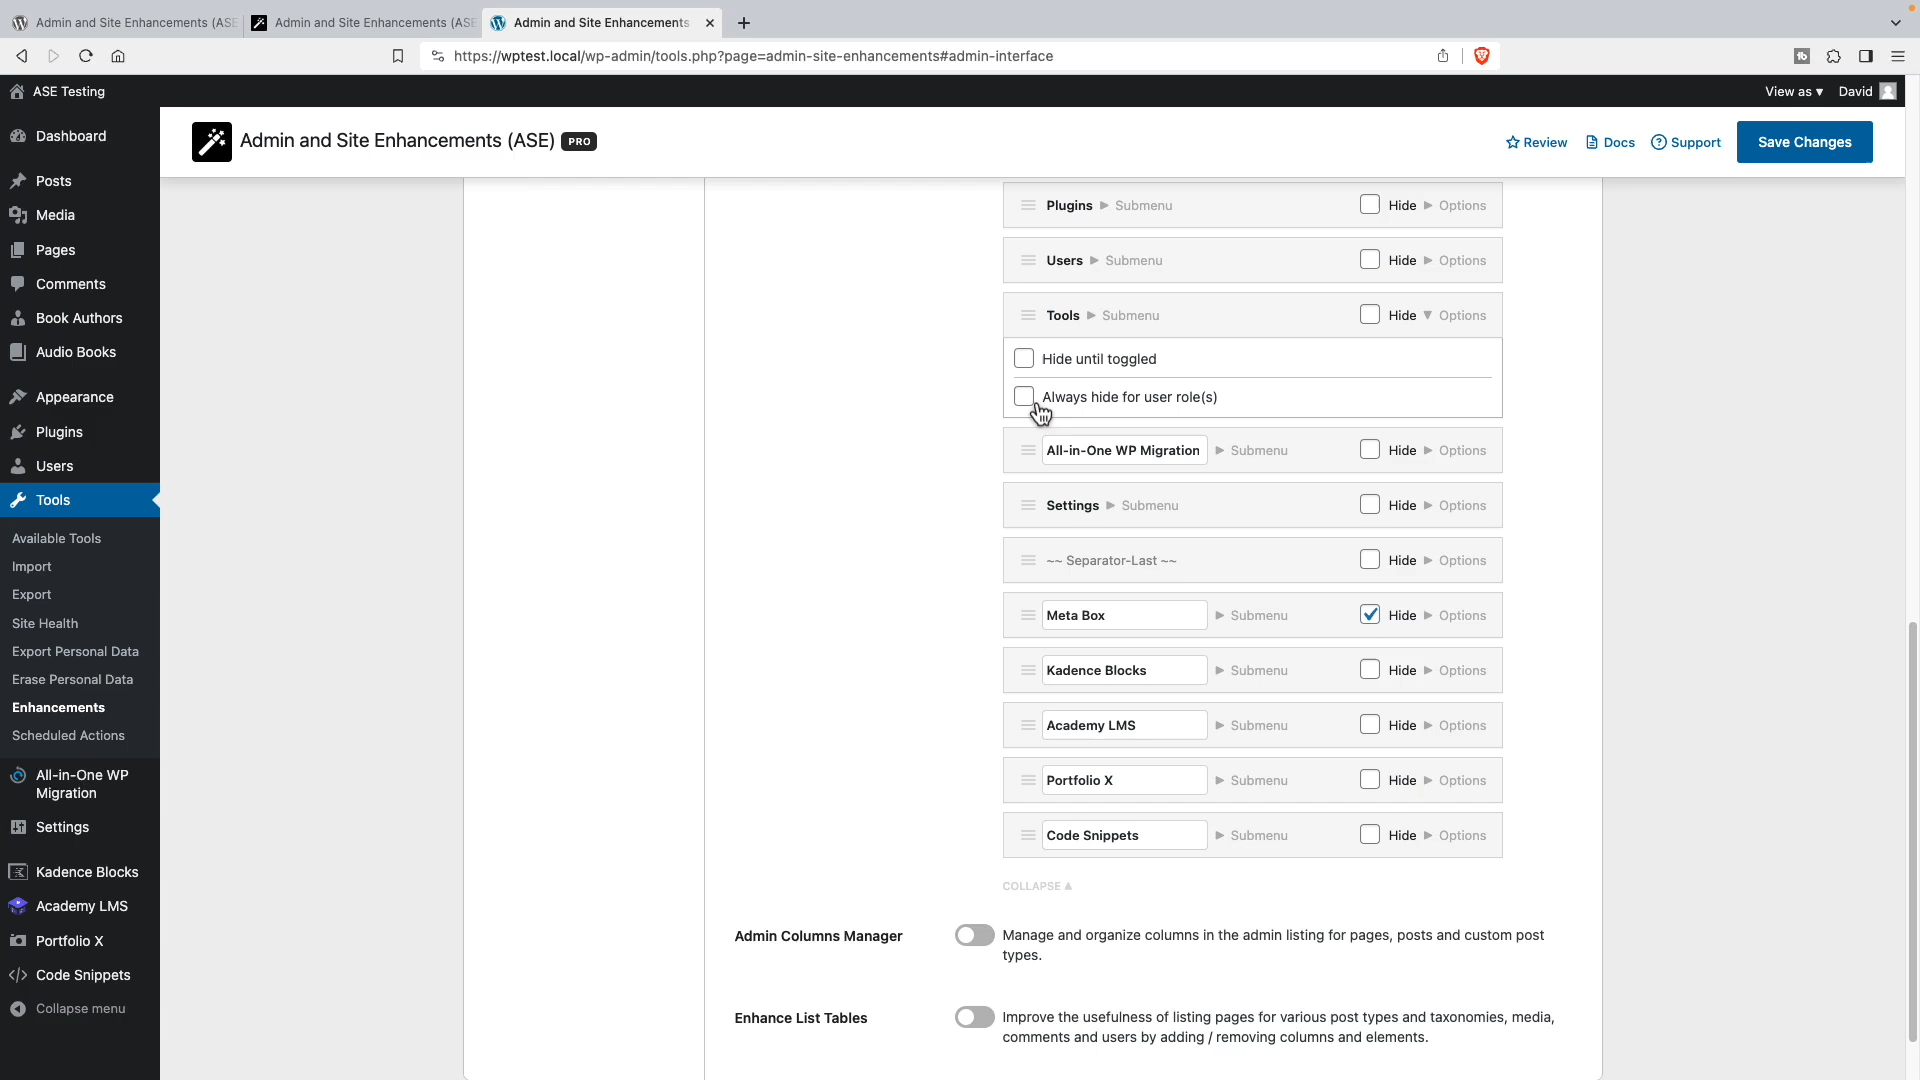 Admin and Site Enhancements (ASE
Admin and Site Enhancements (ASE
Admin and Site Enhancements
https://wptest.local/wp-admin/tools.php?page=admin-site-enhancements#admin-interface
ASE Testing
View as ▾
David
Dashboard
Posts
Media
Pages
Comments
Book Authors
Audio Books
Appearance
Plugins
Users
Tools
Available Tools
Import
Export
Site Health
Export Personal Data
Erase Personal Data
Enhancements
Scheduled Actions
All-in-One WP
Migration
Settings
Kadence Blocks
Academy LMS
Portfolio X
Code Snippets
Collapse menu
Admin and Site Enhancements (ASE) PRO
Review
Docs
Support
Save Changes
Plugins ▶ Submenu Hide ▶ Options
Users ▶ Submenu Hide ▶ Options
Tools ▶ Submenu Hide ▼ Options
Hide until toggled
Always hide for user role(s)
All-in-One WP Migration ▶ Submenu Hide ▶ Options
Settings ▶ Submenu Hide ▶ Options
~~ Separator-Last ~~ Hide ▶ Options
Meta Box ▶ Submenu Hide ▶ Options
Kadence Blocks ▶ Submenu Hide ▶ Options
Academy LMS ▶ Submenu Hide ▶ Options
Portfolio X ▶ Submenu Hide ▶ Options
Code Snippets ▶ Submenu Hide ▶ Options
COLLAPSE ▲
Admin Columns Manager
Manage and organize columns in the admin listing for pages, posts and custom post
types.
Enhance List Tables
Improve the usefulness of listing pages for various post types and taxonomies, media,
comments and users by adding / removing columns and elements.